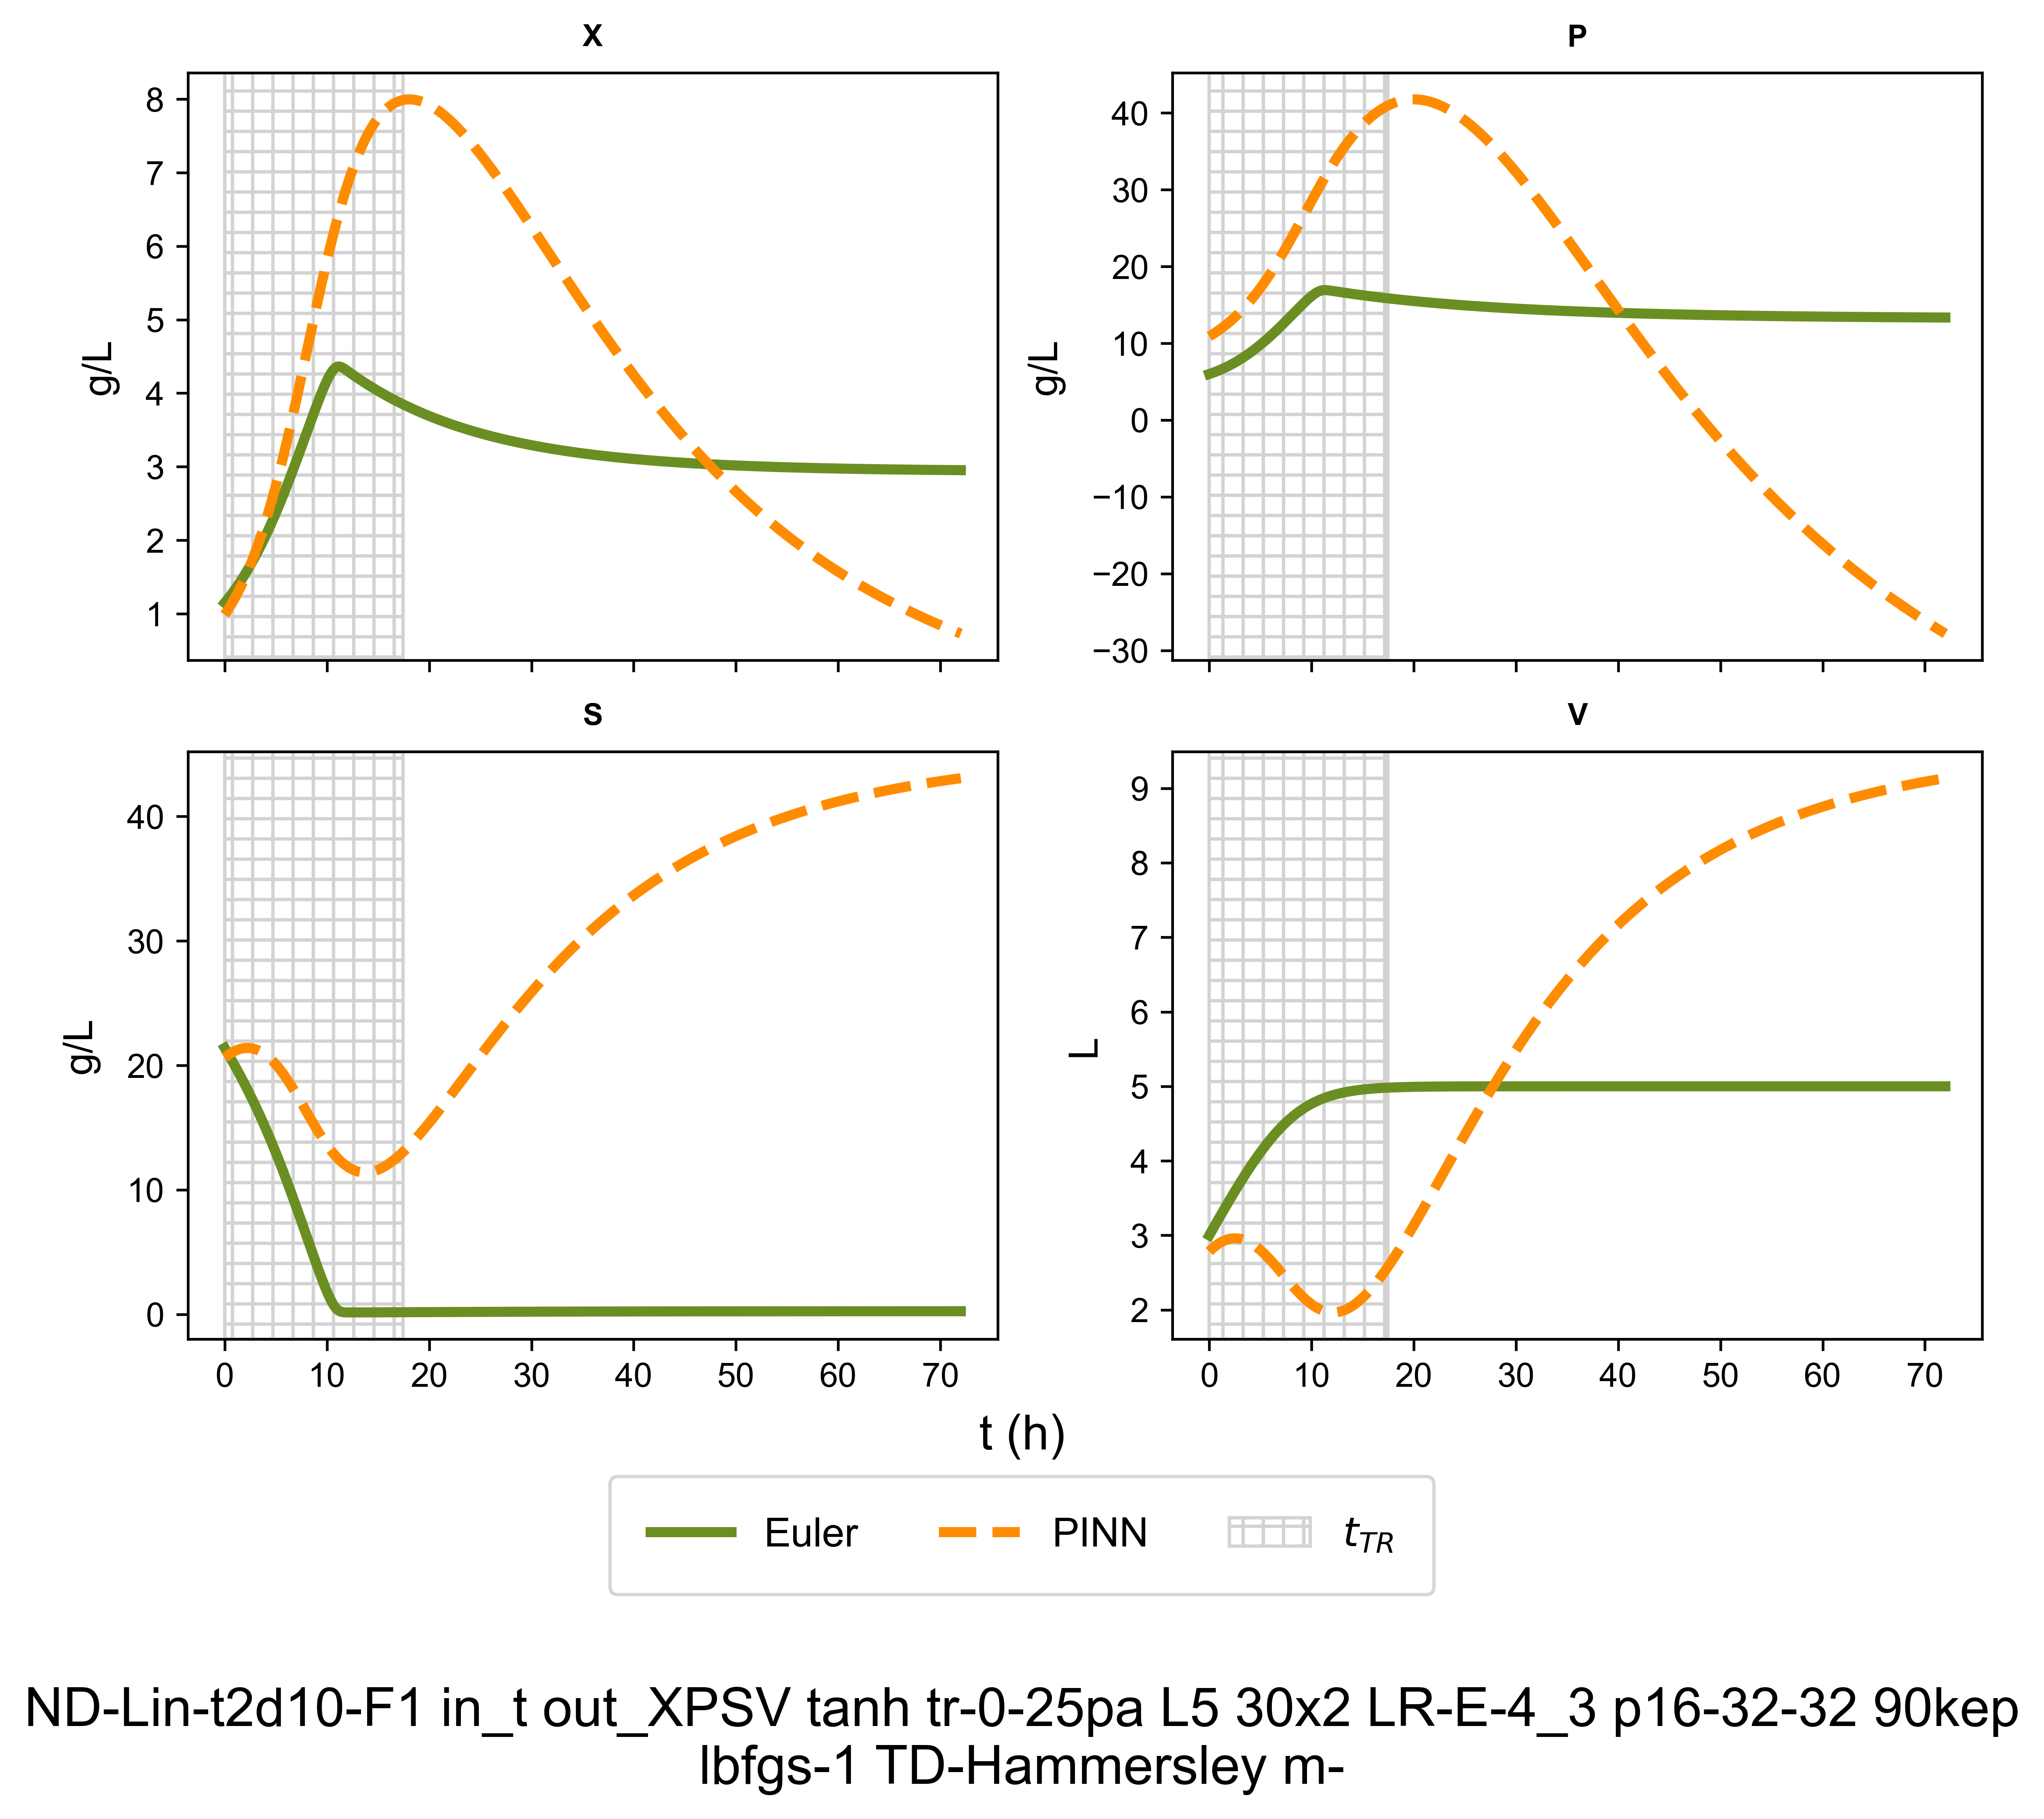 X
8
7
6
5
4
3
2
1
g/L
P
40
30
20
10
0
−10
−20
−30
g/L
S
40
30
20
10
0
g/L
0 10 20 30 40 50 60 70
V
9
8
7
6
5
4
3
2
L
0 10 20 30 40 50 60 70
t (h)
Euler PINN t_TR
ND-Lin-t2d10-F1 in_t out_XPSV tanh tr-0-25pa L5 30x2 LR-E-4_3 p16-32-32 90kep
lbfgs-1 TD-Hammersley m-